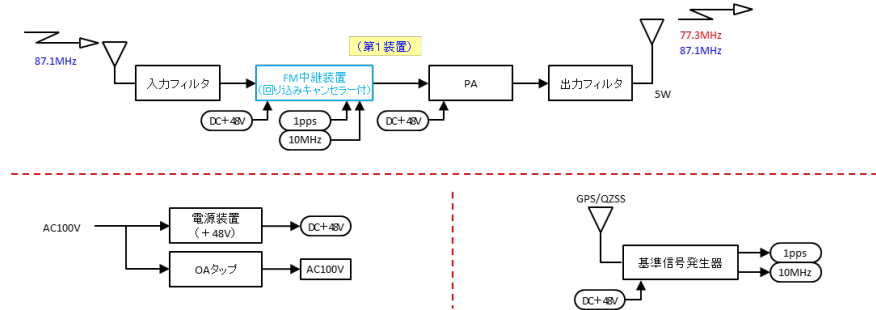 (第1装置)
77.3MHz
87.1MHz
87.1MHz
入力フィルタ
FM中継装置
(回り込みキャンセラー付)
PA
出力フィルタ
5W
DC+48V
1pps
10MHz
DC+48V
AC100V
電源装置
(+48V)
DC+48V
OAタップ
AC100V
GPS/QZSS
基準信号発生器
1pps
10MHz
DC+48V